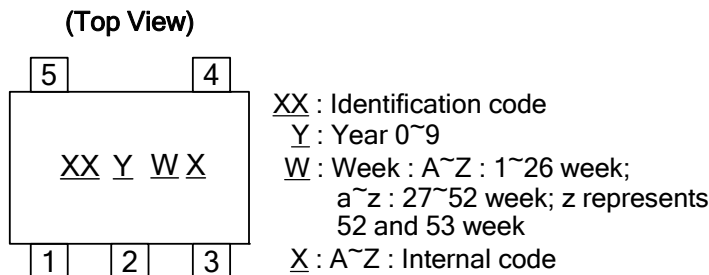 (Top View)
5 4
XX Y W X
1 2 3
XX : Identification code
Y : Year 0~9
W : Week : A~Z : 1~26 week;
a~z : 27~52 week; z represents
52 and 53 week
X : A~Z : Internal code